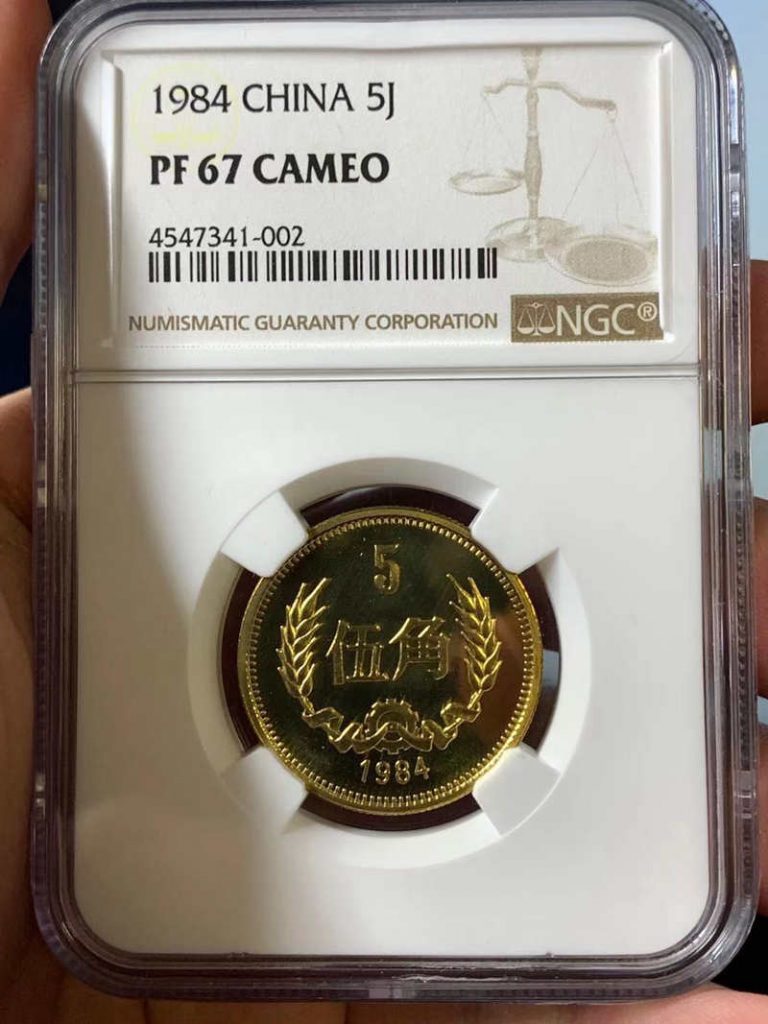 1984 CHINA 5J
PF 67 CAMEO
4547341-002
NUMISMATIC GUARANTY CORPORATION
NGC®
5
伍角
1984